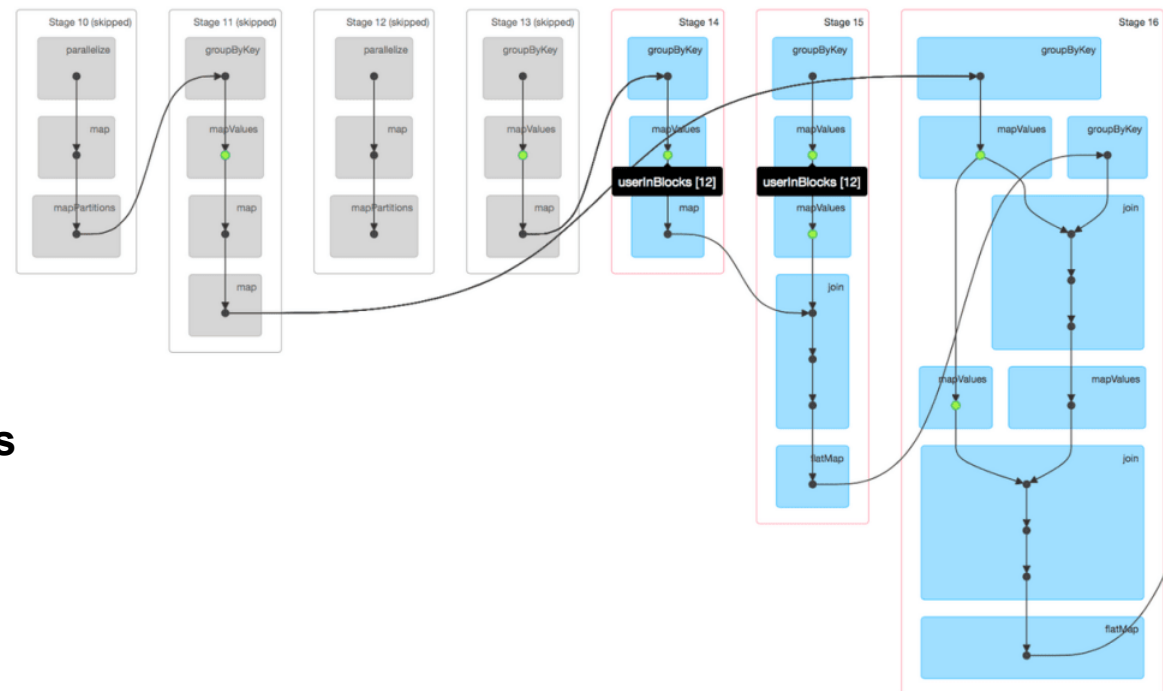 Stage 10 (skipped)
parallelize
map
mapPartitions
Stage 11 (skipped)
groupByKey
mapValues
map
map
Stage 12 (skipped)
parallelize
map
mapPartitions
Stage 13 (skipped)
groupByKey
mapValues
map
Stage 14
groupByKey
mapValues
userInBlocks [12]
map
Stage 15
groupByKey
mapValues
userInBlocks [12]
mapValues
join
flatMap
Stage 16
groupByKey
mapValues
groupByKey
join
mapValues
mapValues
join
flatMap
s